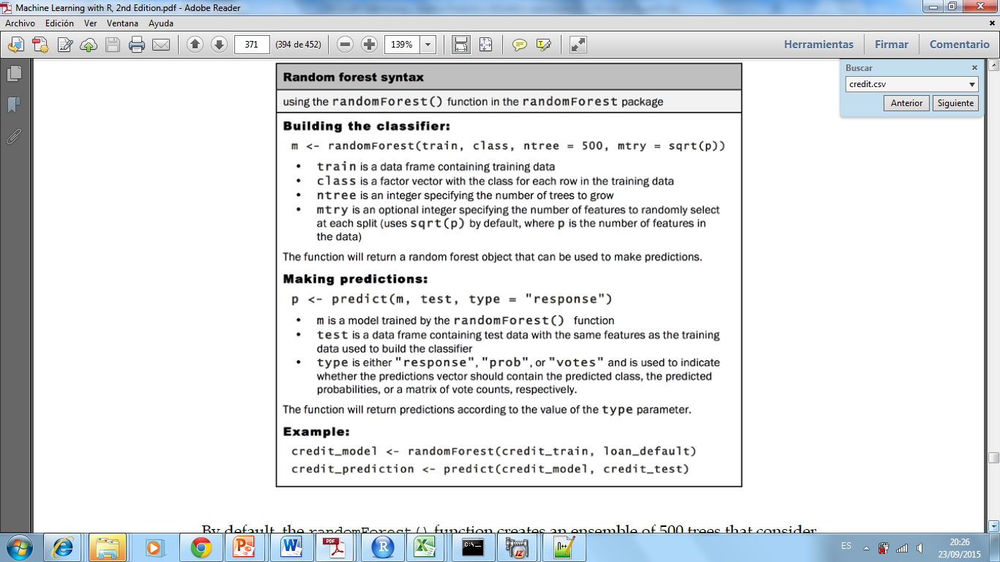 Machine Learning with R, 2nd Edition.pdf - Adobe Reader
Archivo Edición Ver Ventana Ayuda
371 (394 de 452) 139% Herramientas Firmar Comentario
Buscar
credit.csv
Anterior Siguiente
Random forest syntax
using the randomForest() function in the randomForest package
Building the classifier:
m <- randomForest(train, class, ntree = 500, mtry = sqrt(p))
• train is a data frame containing training data
• class is a factor vector with the class for each row in the training data
• ntree is an integer specifying the number of trees to grow
• mtry is an optional integer specifying the number of features to randomly select
at each split (uses sqrt(p) by default, where p is the number of features in
the data)
The function will return a random forest object that can be used to make predictions.
Making predictions:
p <- predict(m, test, type = "response")
• m is a model trained by the randomForest() function
• test is a data frame containing test data with the same features as the training
data used to build the classifier
• type is either "response", "prob", or "votes" and is used to indicate
whether the predictions vector should contain the predicted class, the predicted
probabilities, or a matrix of vote counts, respectively.
The function will return predictions according to the value of the type parameter.
Example:
credit_model <- randomForest(credit_train, loan_default)
credit_prediction <- predict(credit_model, credit_test)
By default, the randomForest() function creates an ensemble of 500 trees that consider
ES 20:26
23/09/2015